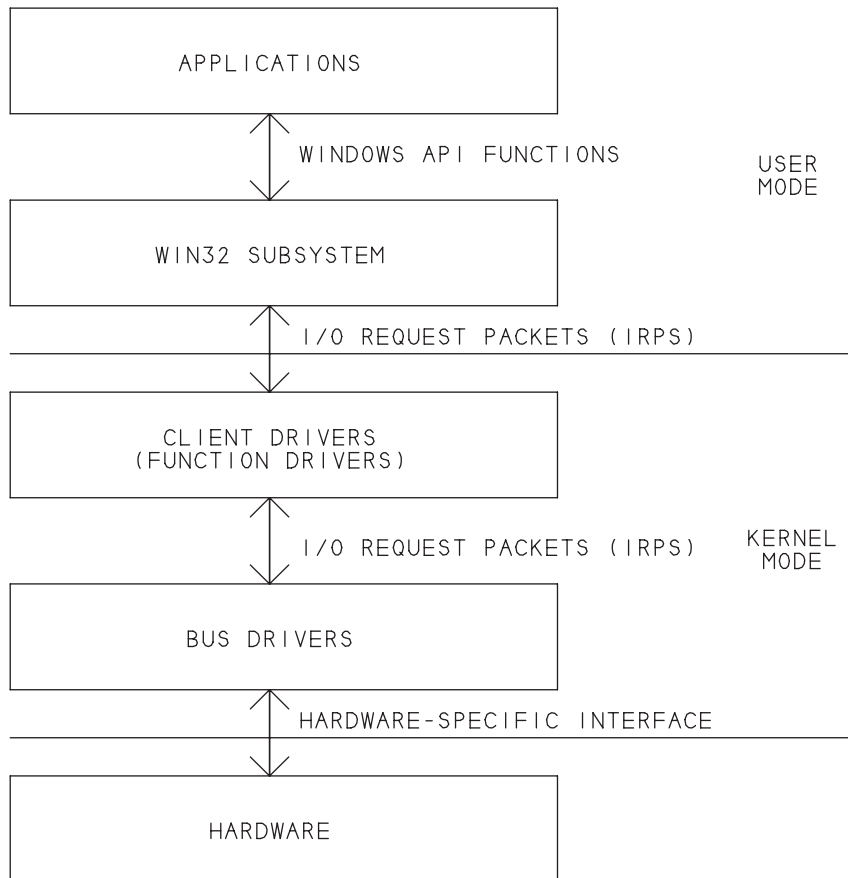 APPLICATIONS
WINDOWS API FUNCTIONS
USER
MODE
WIN32 SUBSYSTEM
I/O REQUEST PACKETS (IRPS)
CLIENT DRIVERS
(FUNCTION DRIVERS)
I/O REQUEST PACKETS (IRPS)
KERNEL
MODE
BUS DRIVERS
HARDWARE-SPECIFIC INTERFACE
HARDWARE